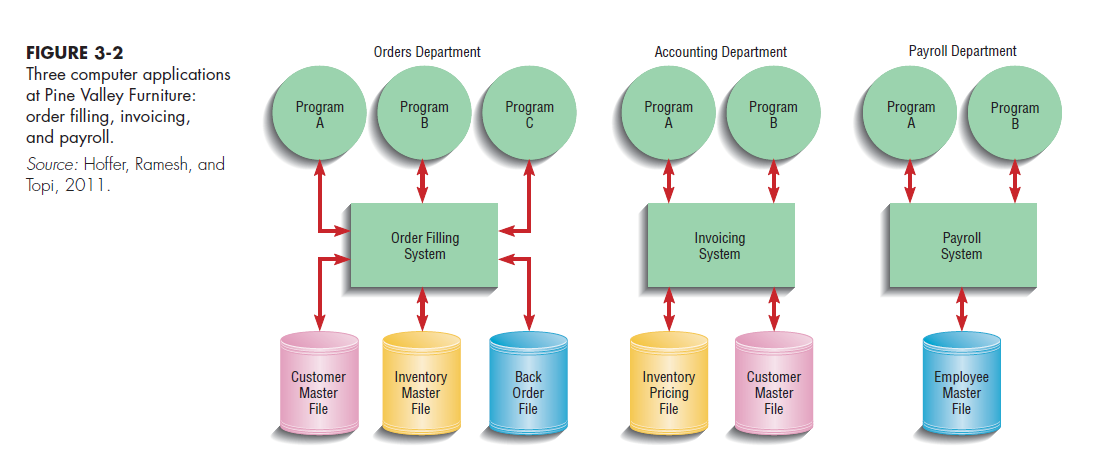 FIGURE 3-2
Three computer applications
at Pine Valley Furniture:
order filling, invoicing,
and payroll.
Source: Hoffer, Ramesh, and
Topi, 2011.
Orders Department
Program
A
Program
B
Program
C
Order Filling
System
Customer
Master
File
Inventory
Master
File
Back
Order
File
Accounting Department
Program
A
Program
B
Invoicing
System
Inventory
Pricing
File
Customer
Master
File
Payroll Department
Program
A
Program
B
Payroll
System
Employee
Master
File